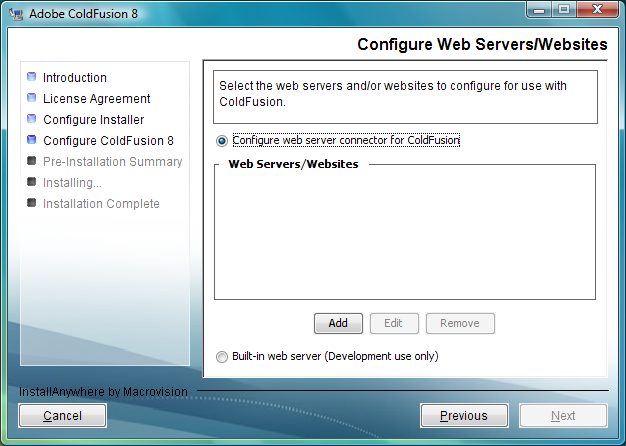 Adobe ColdFusion 8
Configure Web Servers/Websites
Introduction
License Agreement
Configure Installer
Configure ColdFusion 8
Pre-Installation Summary
Installing...
Installation Complete
Select the web servers and/or websites to configure for use with
ColdFusion.
Configure web server connector for ColdFusion
Web Servers/Websites
Add
Edit
Remove
Built-in web server (Development use only)
InstallAnywhere by Macrovision
Cancel
Previous
Next